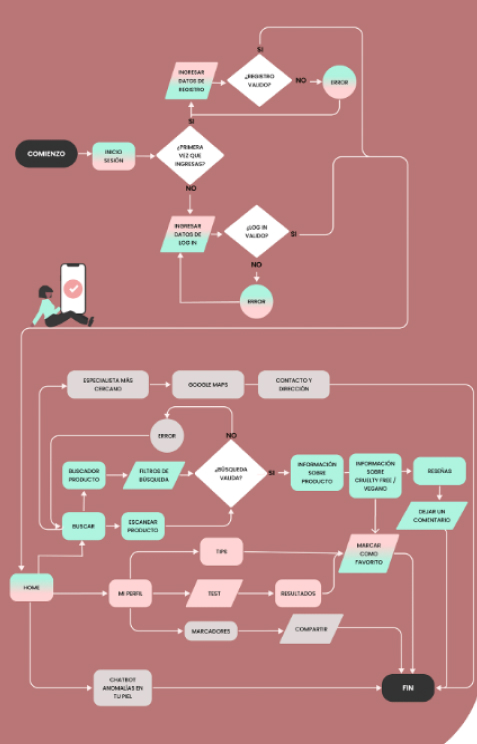 SI
INGRESAR
DATOS DE
REGISTRO
¿REGISTRO
VALIDO?
NO
ERROR
SI
COMIENZO
INICIO
SESIÓN
¿PRIMERA
VEZ QUE
INGRESAS?
NO
INGRESAR
DATOS DE
LOG IN
¿LOG IN
VALIDO?
SI
NO
ERROR
ESPECIALISTA MÁS
CERCANO
GOOGLE MAPS
CONTACTO Y
DIRECCIÓN
ERROR
NO
BUSCADOR
PRODUCTO
FILTROS DE
BÚSQUEDA
¿BÚSQUEDA
VALIDA?
SI
INFORMACIÓN
SOBRE
PRODUCTO
INFORMACIÓN
SOBRE
CRUELTY FREE /
VEGANO
RESEÑAS
BUSCAR
ESCANEAR
PRODUCTO
DEJAR UN
COMENTARIO
TIPS
MARCAR
COMO
FAVORITO
HOME
MI PERFIL
TEST
RESULTADOS
MARCADORES
COMPARTIR
CHATBOT
ANOMALÍAS EN
TU PIEL
FIN